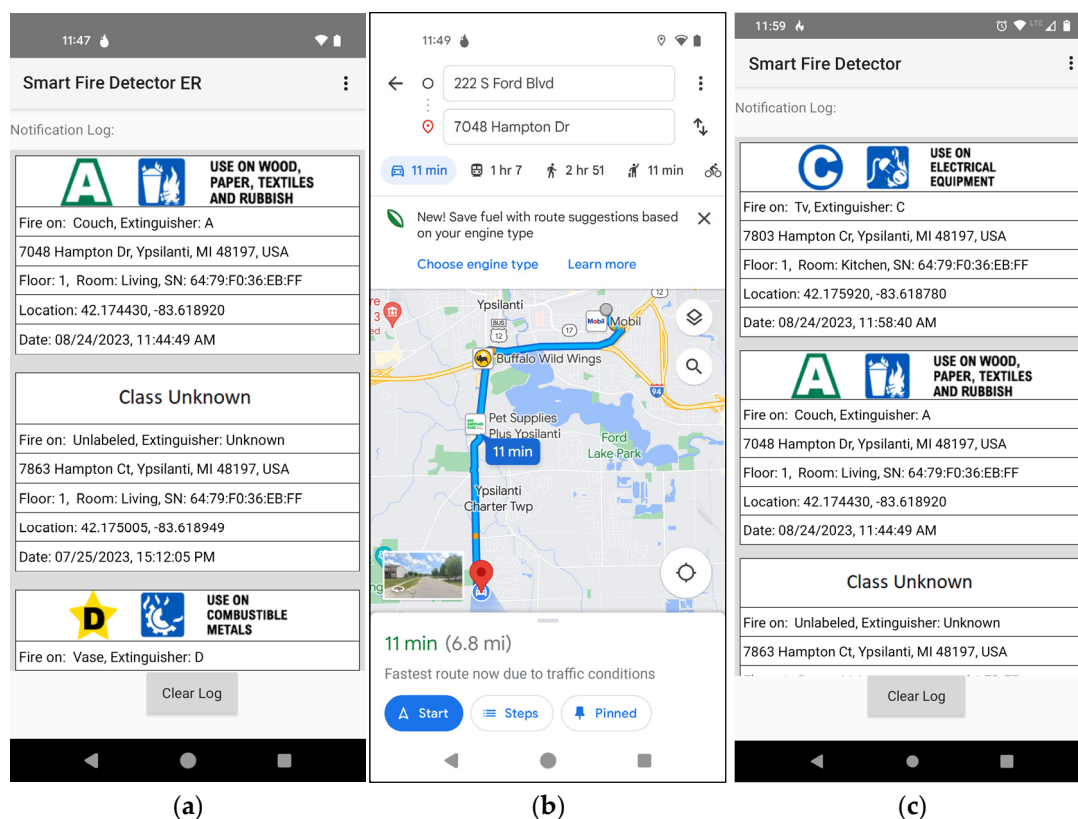 11:47
Smart Fire Detector ER
Notification Log:
A
USE ON WOOD,
PAPER, TEXTILES
AND RUBBISH
Fire on: Couch, Extinguisher: A
7048 Hampton Dr, Ypsilanti, MI 48197, USA
Floor: 1, Room: Living, SN: 64:79:F0:36:EB:FF
Location: 42.174430, -83.618920
Date: 08/24/2023, 11:44:49 AM
Class Unknown
Fire on: Unlabeled, Extinguisher: Unknown
7863 Hampton Ct, Ypsilanti, MI 48197, USA
Floor: 1, Room: Living, SN: 64:79:F0:36:EB:FF
Location: 42.175005, -83.618949
Date: 07/25/2023, 15:12:05 PM
D
USE ON
COMBUSTIBLE
METALS
Fire on: Vase, Extinguisher: D
Clear Log
(a)
11:49
222 S Ford Blvd
7048 Hampton Dr
11 min
1 hr 7
2 hr 51
11 min
New! Save fuel with route suggestions based
on your engine type
Choose engine type
Learn more
12
Ypsilanti
re
3
ed
BUS
12
17
Mobil
Mobil
Buffalo Wild Wings
94
Pet Supplies
Plus Ypsilanti
11 min
Ford
Lake Park
Ypsilanti
Charter Twp
ng
11 min (6.8 mi)
Fastest route now due to traffic conditions
Start
Steps
Pinned
(b)
11:59
LTE
Smart Fire Detector
Notification Log:
C
USE ON
ELECTRICAL
EQUIPMENT
Fire on: Tv, Extinguisher: C
7803 Hampton Cr, Ypsilanti, MI 48197, USA
Floor: 1, Room: Kitchen, SN: 64:79:F0:36:EB:FF
Location: 42.175920, -83.618780
Date: 08/24/2023, 11:58:40 AM
A
USE ON WOOD,
PAPER, TEXTILES
AND RUBBISH
Fire on: Couch, Extinguisher: A
7048 Hampton Dr, Ypsilanti, MI 48197, USA
Floor: 1, Room: Living, SN: 64:79:F0:36:EB:FF
Location: 42.174430, -83.618920
Date: 08/24/2023, 11:44:49 AM
Class Unknown
Fire on: Unlabeled, Extinguisher: Unknown
7863 Hampton Ct, Ypsilanti, MI 48197, USA
Clear Log
(c)